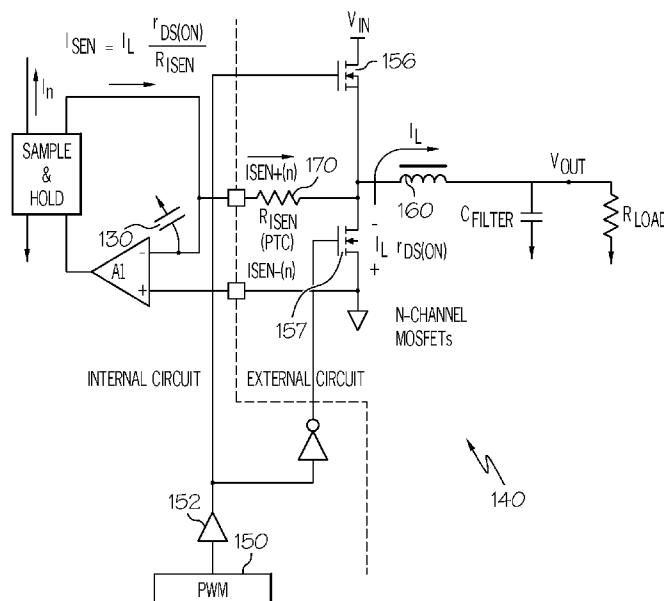 I_SEN = I_L r_DS(ON) / R_ISEN
V_IN
156
I_n
I_L
SAMPLE & HOLD
ISEN+(n)
170
V_OUT
160
130
R_ISEN
(PTC)
C_FILTER
R_LOAD
A1
-
+
ISEN-(n)
-
I_L r_DS(ON)
+
157
N-CHANNEL
MOSFETs
INTERNAL CIRCUIT
EXTERNAL CIRCUIT
140
152
150
PWM